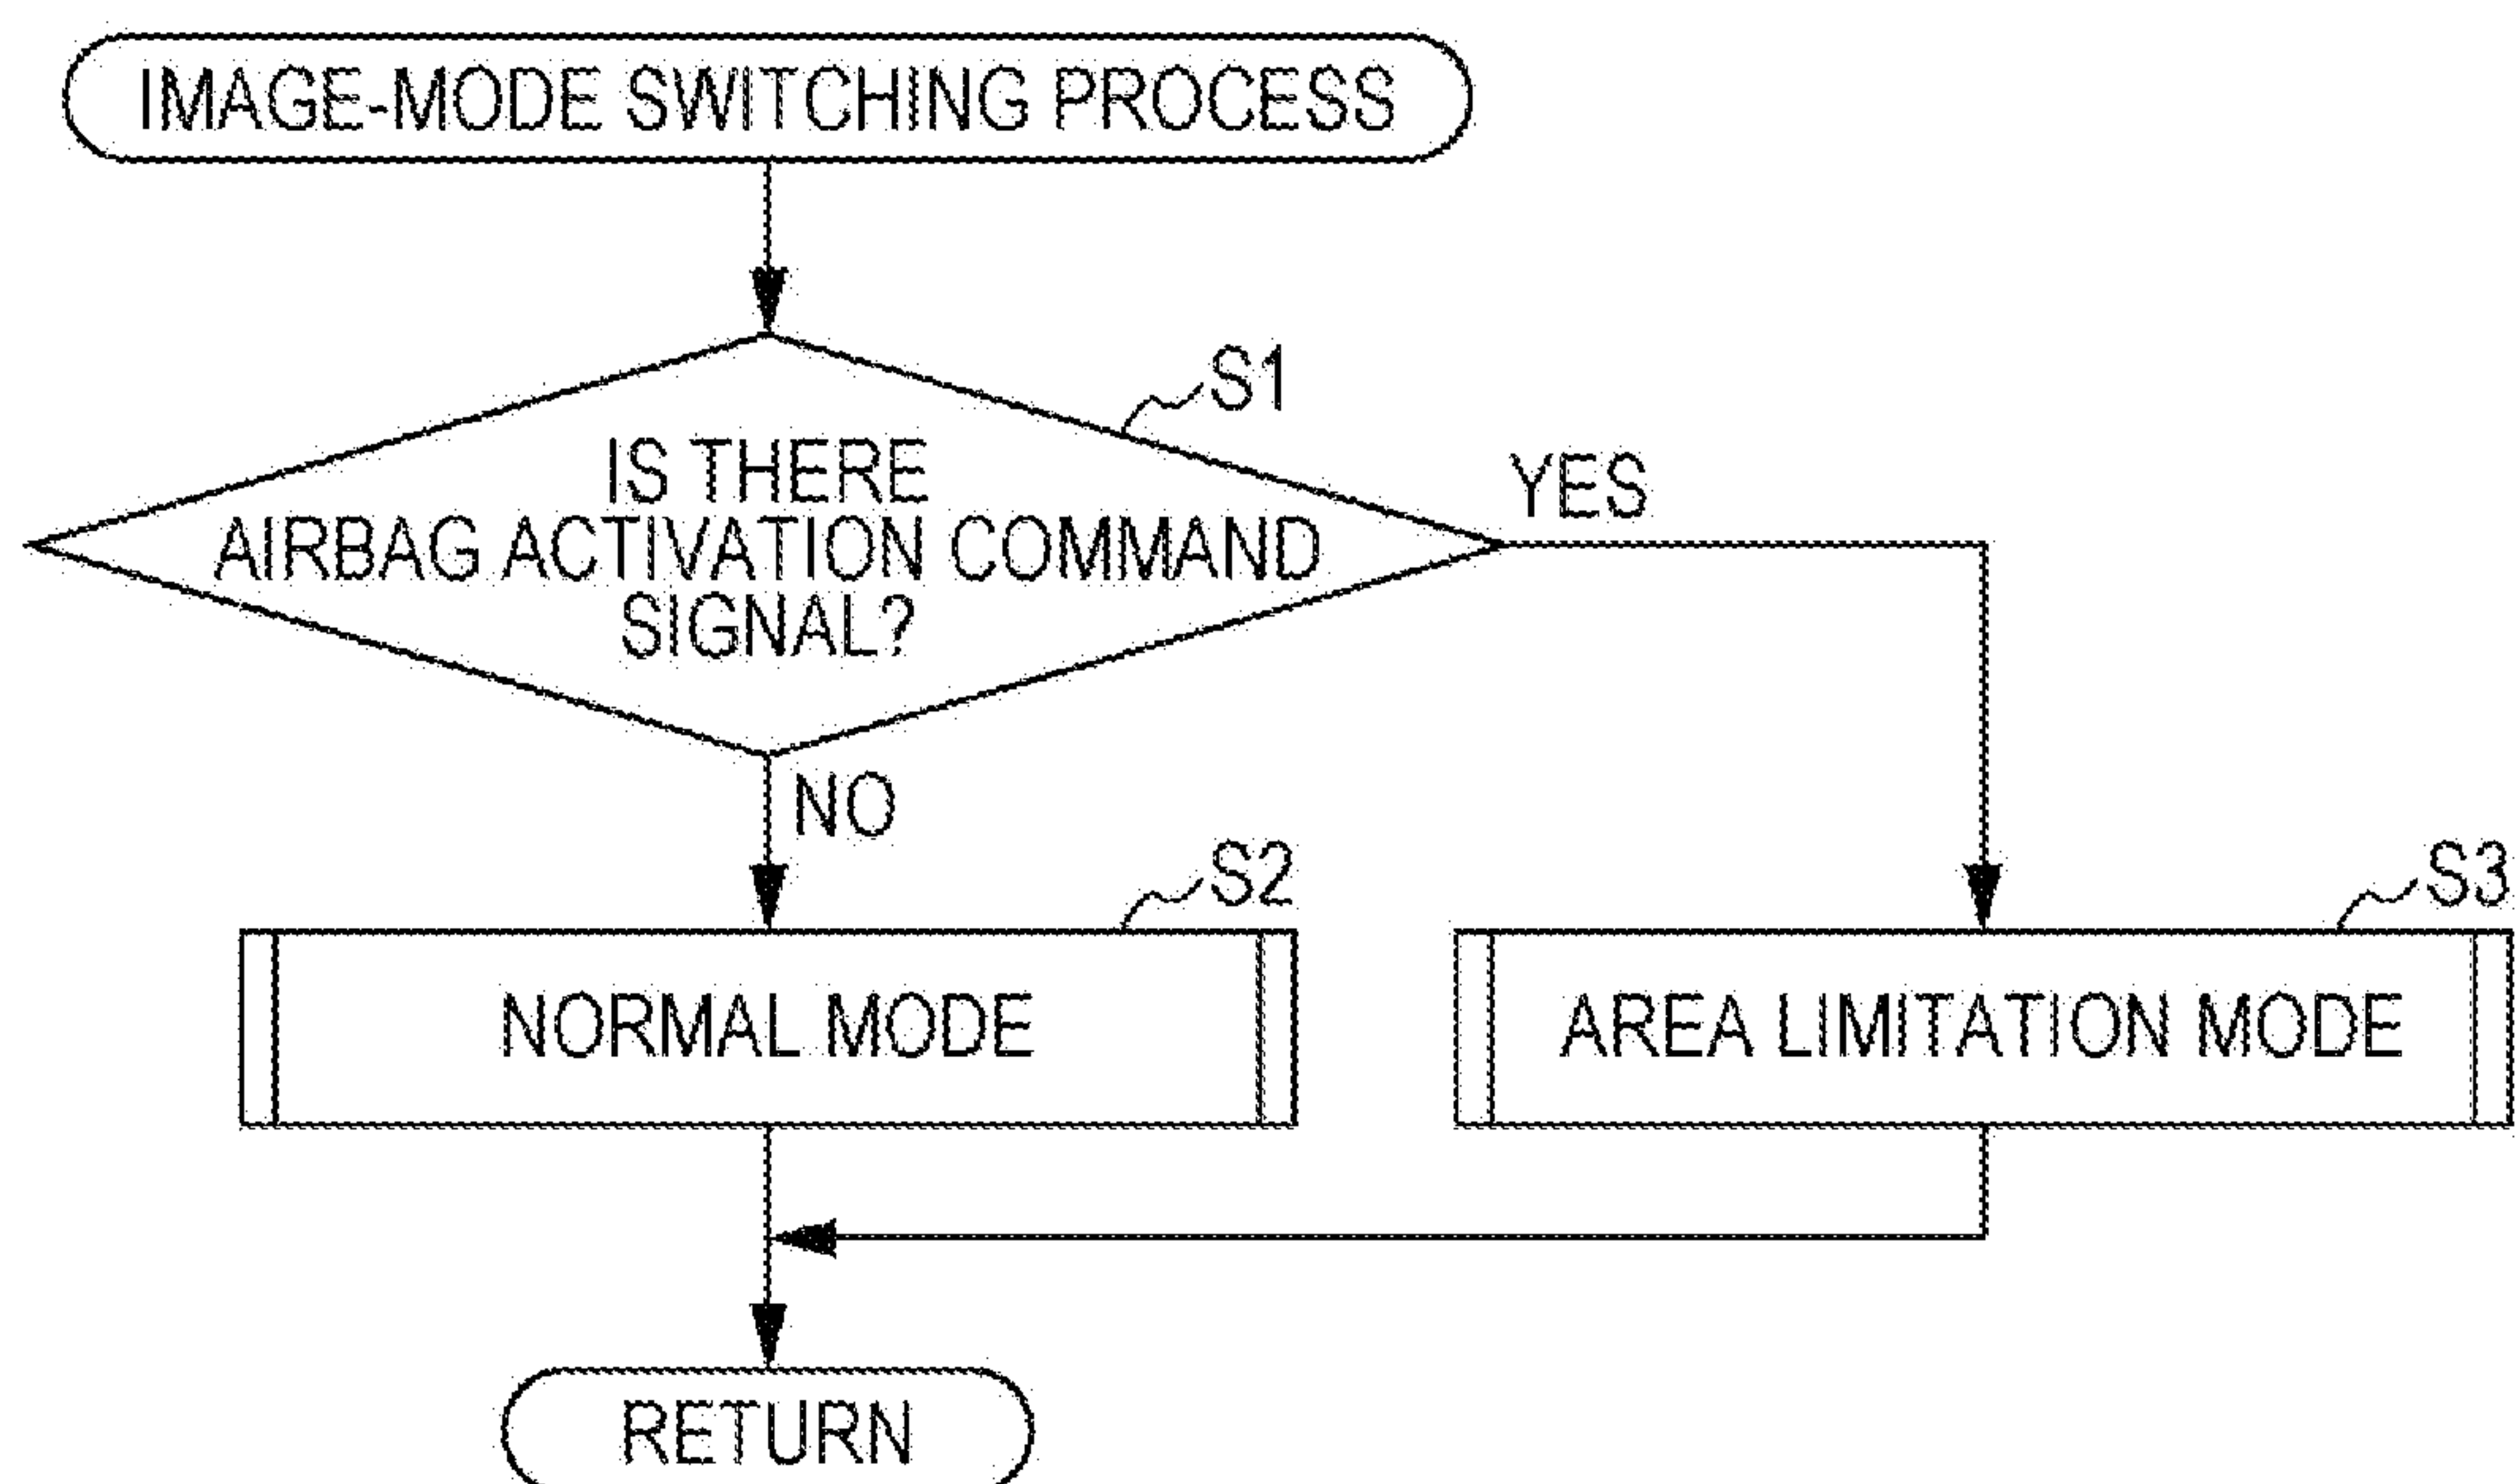 IMAGE-MODE SWITCHING PROCESS
S1
IS THERE
AIRBAG ACTIVATION COMMAND
SIGNAL?
YES
NO
S2
S3
NORMAL MODE
AREA LIMITATION MODE
RETURN